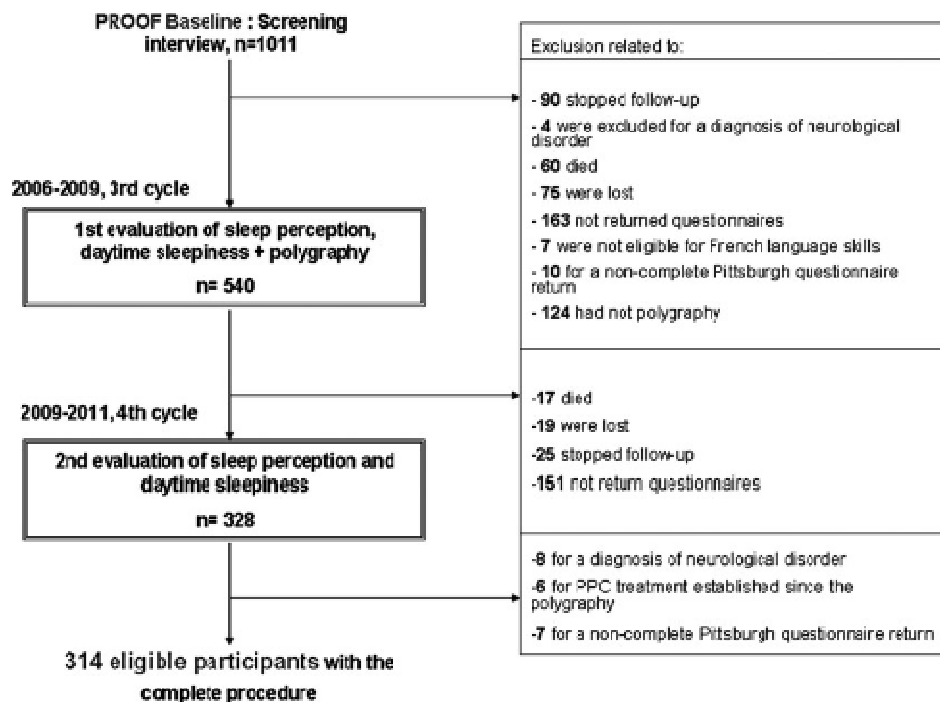 PROOF Baseline : Screening
interview, n=1011
Exclusion related to:
- 90 stopped follow-up
- 4 were excluded for a diagnosis of neurological
disorder
- 60 died
- 75 were lost
- 163 not returned questionnaires
- 7 were not eligible for French language skills
- 10 for a non-complete Pittsburgh questionnaire
return
- 124 had not polygraphy
2006-2009, 3rd cycle
1st evaluation of sleep perception,
daytime sleepiness + polygraphy
n= 540
-17 died
-19 were lost
-25 stopped follow-up
-151 not return questionnaires
2009-2011, 4th cycle
2nd evaluation of sleep perception and
daytime sleepiness
n= 328
-8 for a diagnosis of neurological disorder
-6 for PPC treatment established since the
polygraphy
-7 for a non-complete Pittsburgh questionnaire return
314 eligible participants with the
complete procedure